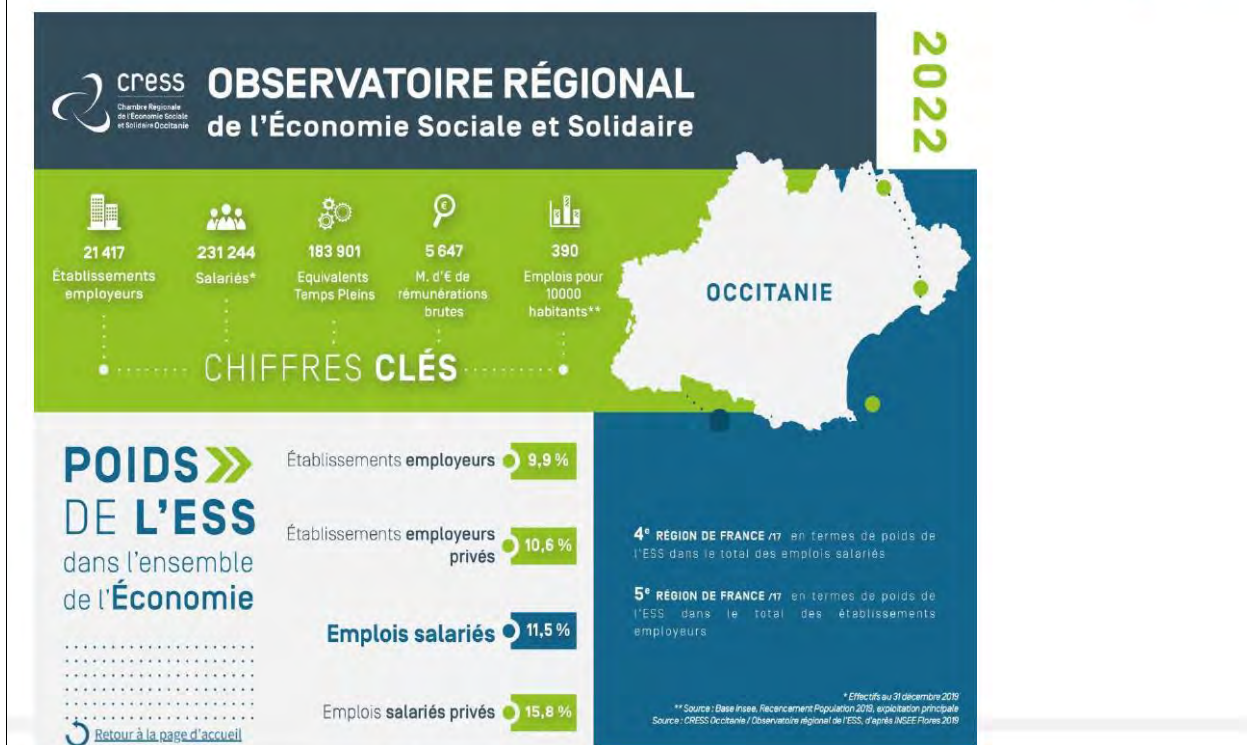 cress
Chambre Régionale
de l'Économie Sociale
et Solidaire Occitanie
OBSERVATOIRE RÉGIONAL
de l'Économie Sociale et Solidaire
2022
21 417
Établissements
employeurs
231 244
Salariés*
183 901
Equivalents
Temps Pleins
5 647
M. d'€ de
rémunérations
brutes
390
Emplois pour
10000
habitants**
CHIFFRES CLÉS
OCCITANIE
POIDS
DE L'ESS
dans l'ensemble
de l'Économie
Établissements employeurs 9,9 %
Établissements employeurs
privés 10,6 %
Emplois salariés 11,5 %
Emplois salariés privés 15,8 %
Retour à la page d'accueil
4e RÉGION DE FRANCE /17 en termes de poids de
l'ESS dans le total des emplois salariés
5e RÉGION DE FRANCE /17 en termes de poids de
l'ESS dans le total des établissements
employeurs
* Effectifs au 31 décembre 2019
** Source : Base Insee, Recencement Population 2019, exploitation principale
Source : CRESS Occitanie / Observatoire régional de l'ESS, d'après INSEE Flores 2019